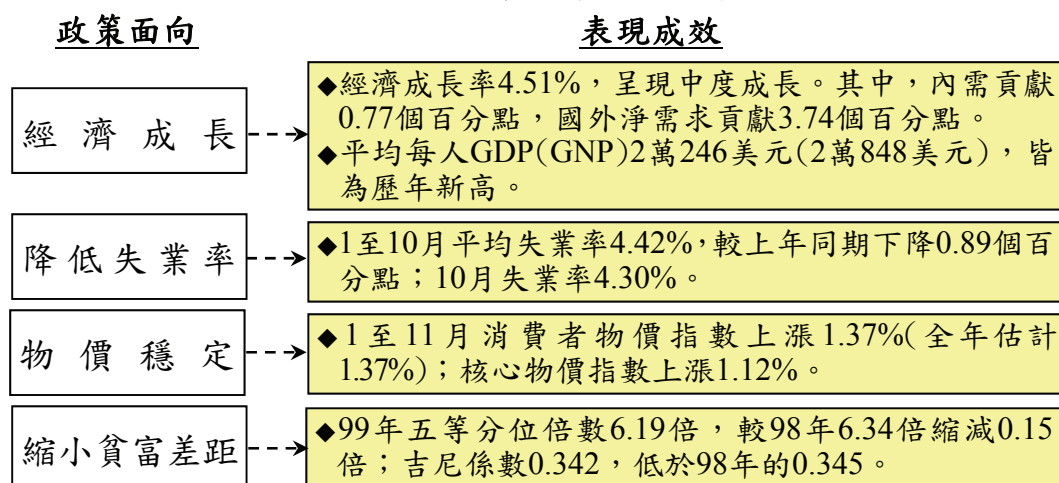 政策面向
表現成效
經濟成長
◆經濟成長率4.51%，呈現中度成長。其中，內需貢獻
0.77個百分點，國外淨需求貢獻3.74個百分點。
◆平均每人GDP(GNP)2萬246美元(2萬848美元)，皆
為歷年新高。
降低失業率
◆1至10月平均失業率4.42%，較上年同期下降0.89個百
分點；10月失業率4.30%。
物價穩定
◆1至11月消費者物價指數上漲1.37%(全年估計
1.37%)；核心物價指數上漲1.12%。
縮小貧富差距
◆99年五等分位倍數6.19倍，較98年6.34倍縮減0.15
倍；吉尼係數0.342，低於98年的0.345。